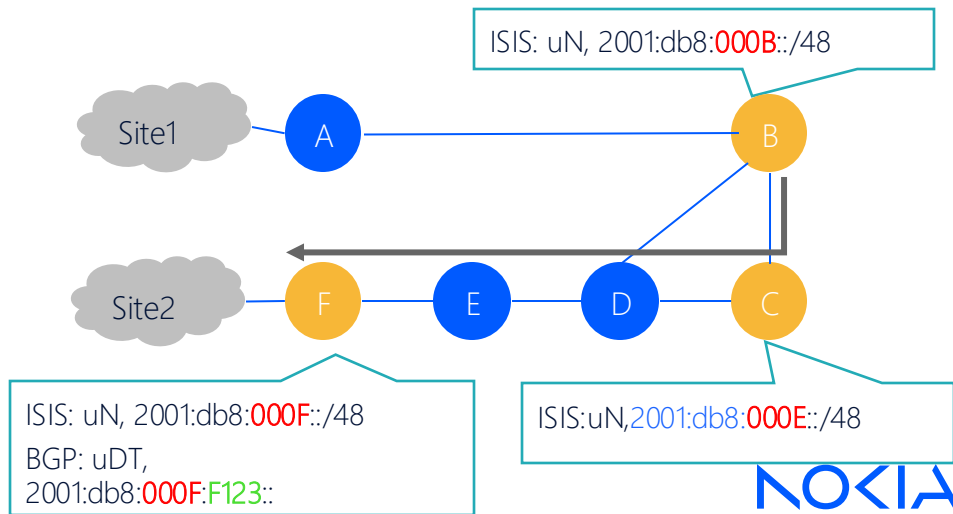 ISIS: uN, 2001:db8:000B::/48
Site1
A
B
Site2
F
E
D
C
ISIS: uN, 2001:db8:000F::/48
BGP: uDT,
2001:db8:000F:F123::
ISIS:uN,2001:db8:000E::/48
NOKIA